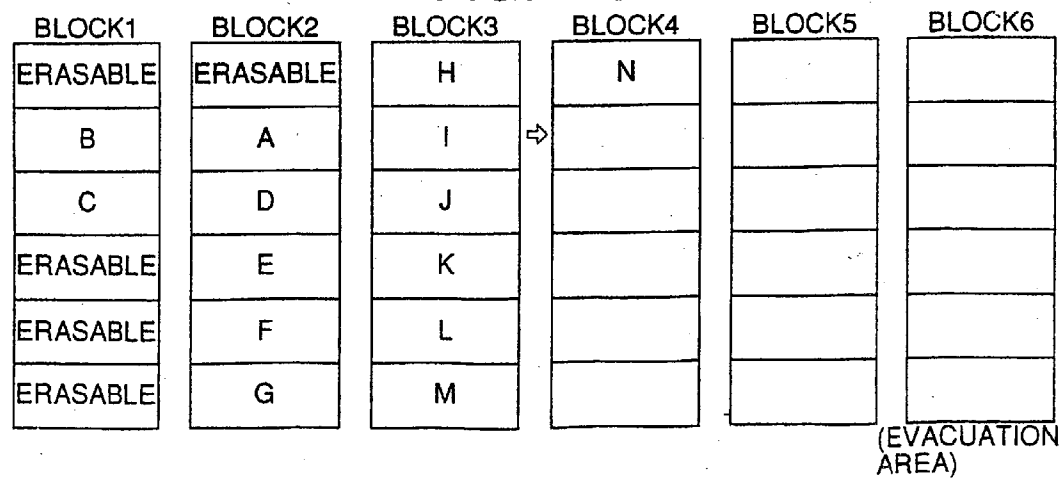 BLOCK1 BLOCK2 BLOCK3 BLOCK4 BLOCK5 BLOCK6
ERASABLE ERASABLE H N
B A I ⇨
C D J
ERASABLE E K
ERASABLE F L
ERASABLE G M
(EVACUATION
AREA)